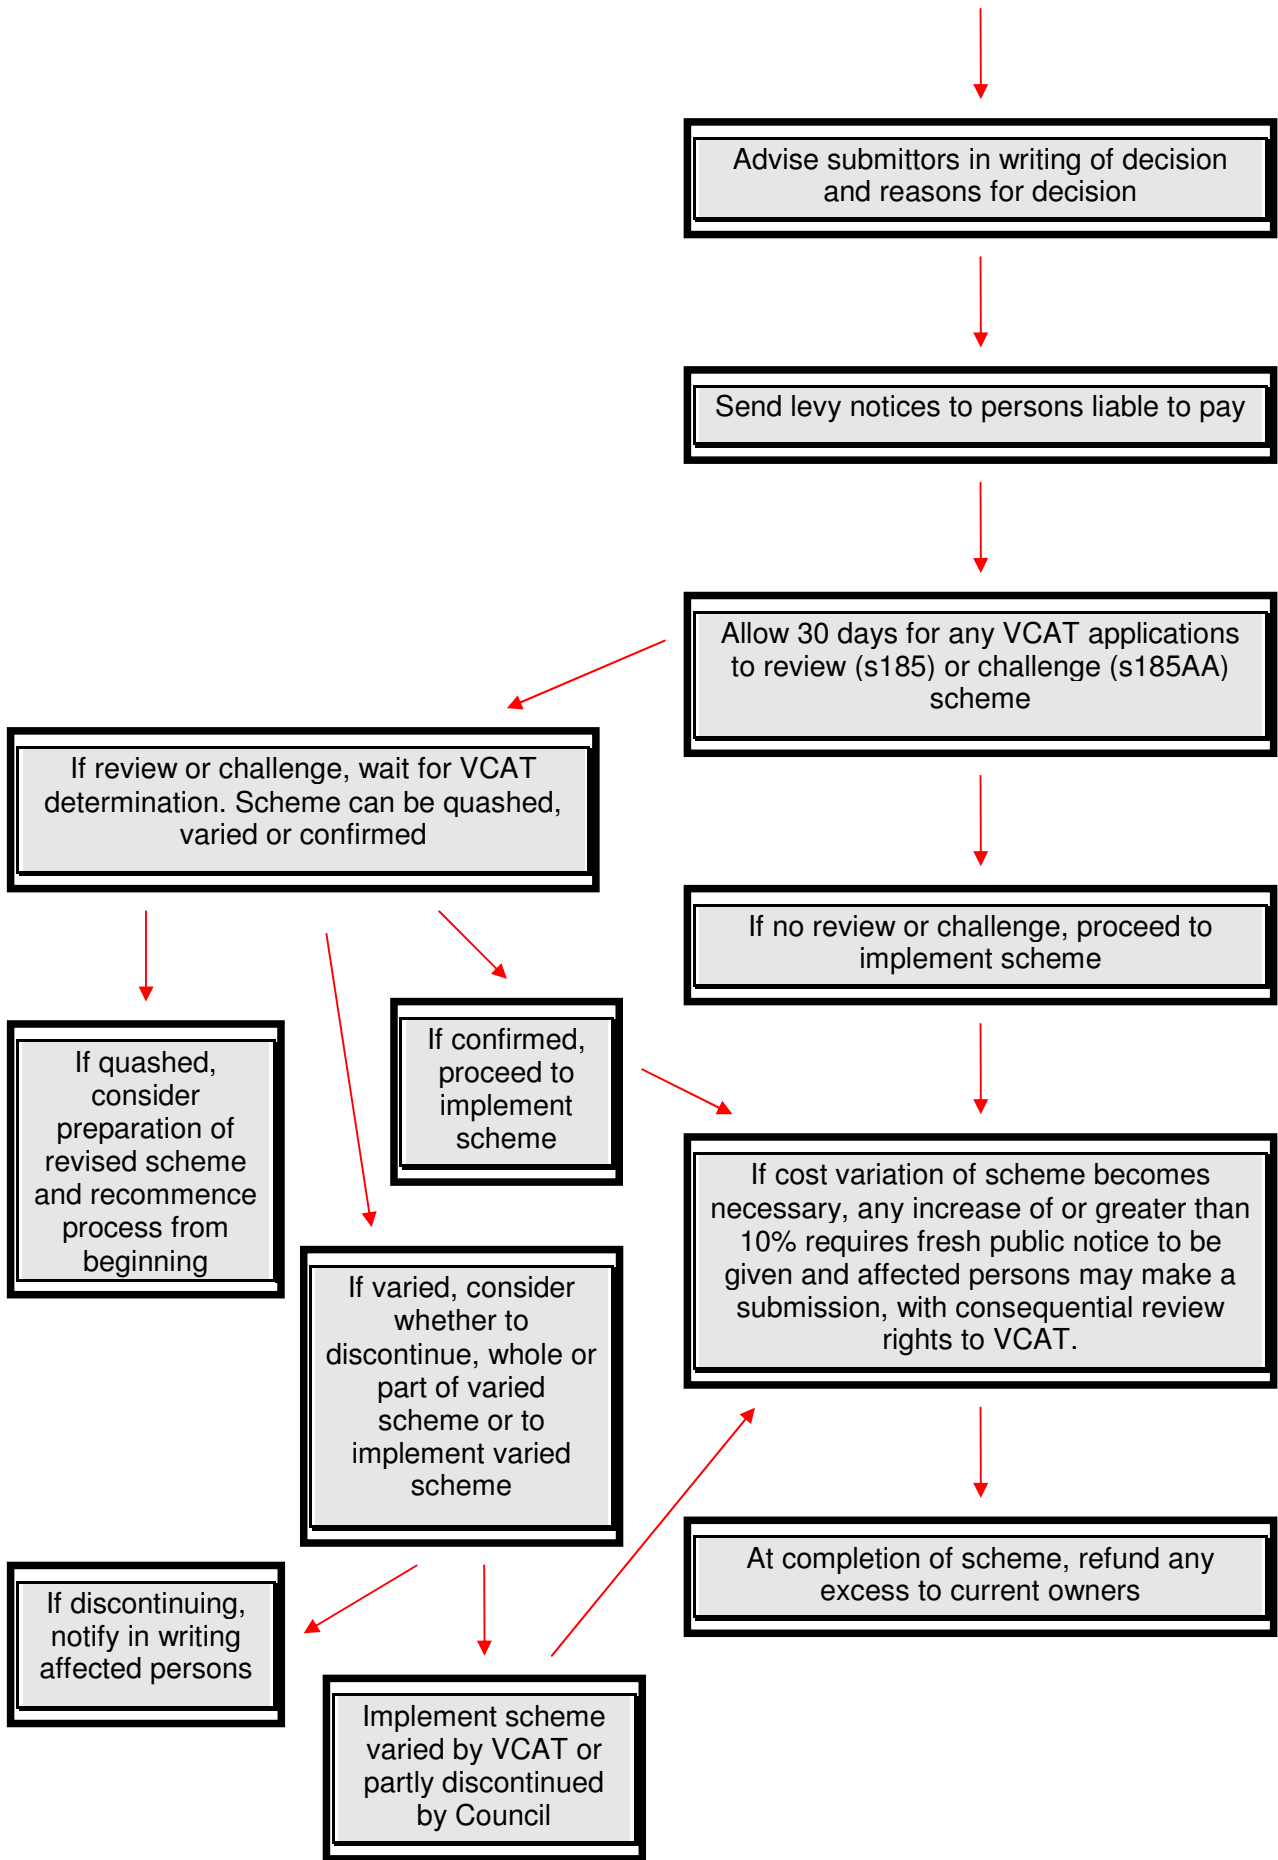 Advise submittors in writing of decision
and reasons for decision
Send levy notices to persons liable to pay
Allow 30 days for any VCAT applications
to review (s185) or challenge (s185AA)
scheme
If review or challenge, wait for VCAT
determination. Scheme can be quashed,
varied or confirmed
If no review or challenge, proceed to
implement scheme
If quashed,
consider
preparation of
revised scheme
and recommence
process from
beginning
If confirmed,
proceed to
implement
scheme
If cost variation of scheme becomes
necessary, any increase of or greater than
10% requires fresh public notice to be
given and affected persons may make a
submission, with consequential review
rights to VCAT.
If varied, consider
whether to
discontinue, whole or
part of varied
scheme or to
implement varied
scheme
At completion of scheme, refund any
excess to current owners
If discontinuing,
notify in writing
affected persons
Implement scheme
varied by VCAT or
partly discontinued
by Council